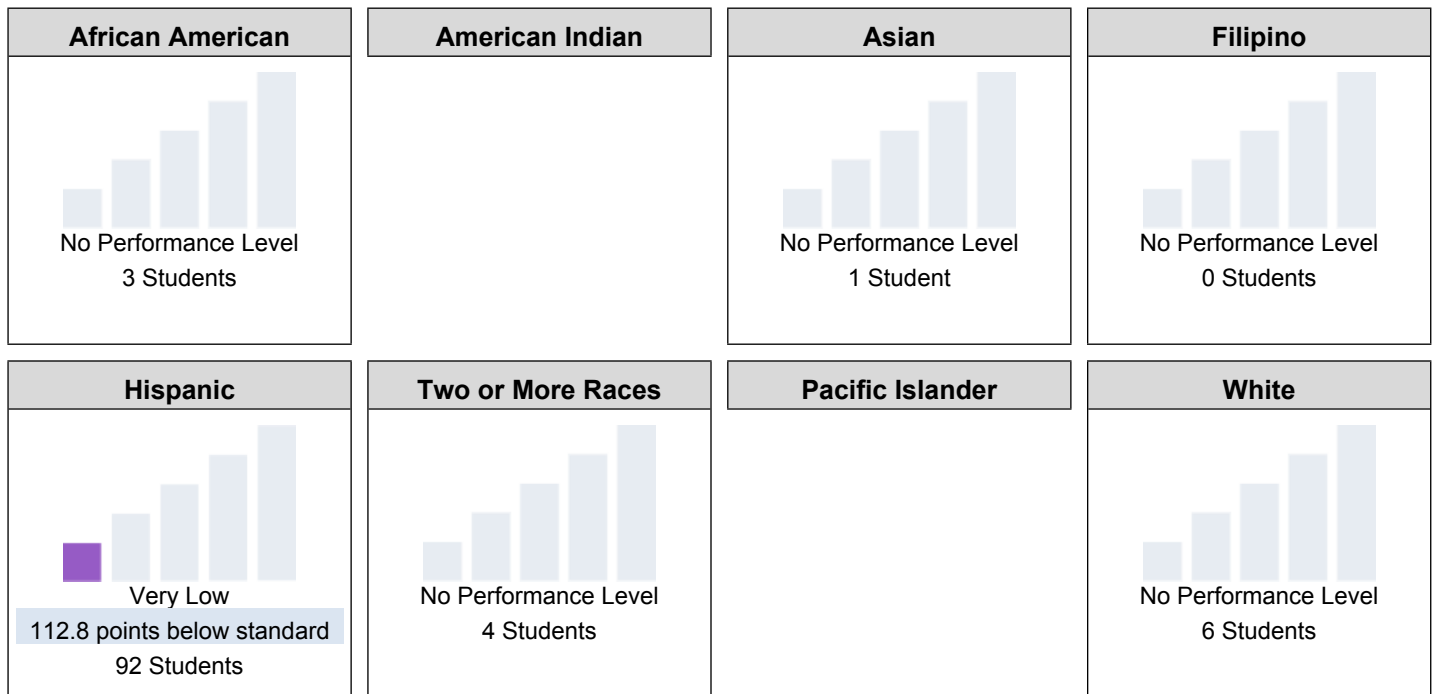 African American
No Performance Level
3 Students
American Indian
Asian
No Performance Level
1 Student
Filipino
No Performance Level
0 Students
Hispanic
Very Low
112.8 points below standard
92 Students
Two or More Races
No Performance Level
4 Students
Pacific Islander
White
No Performance Level
6 Students